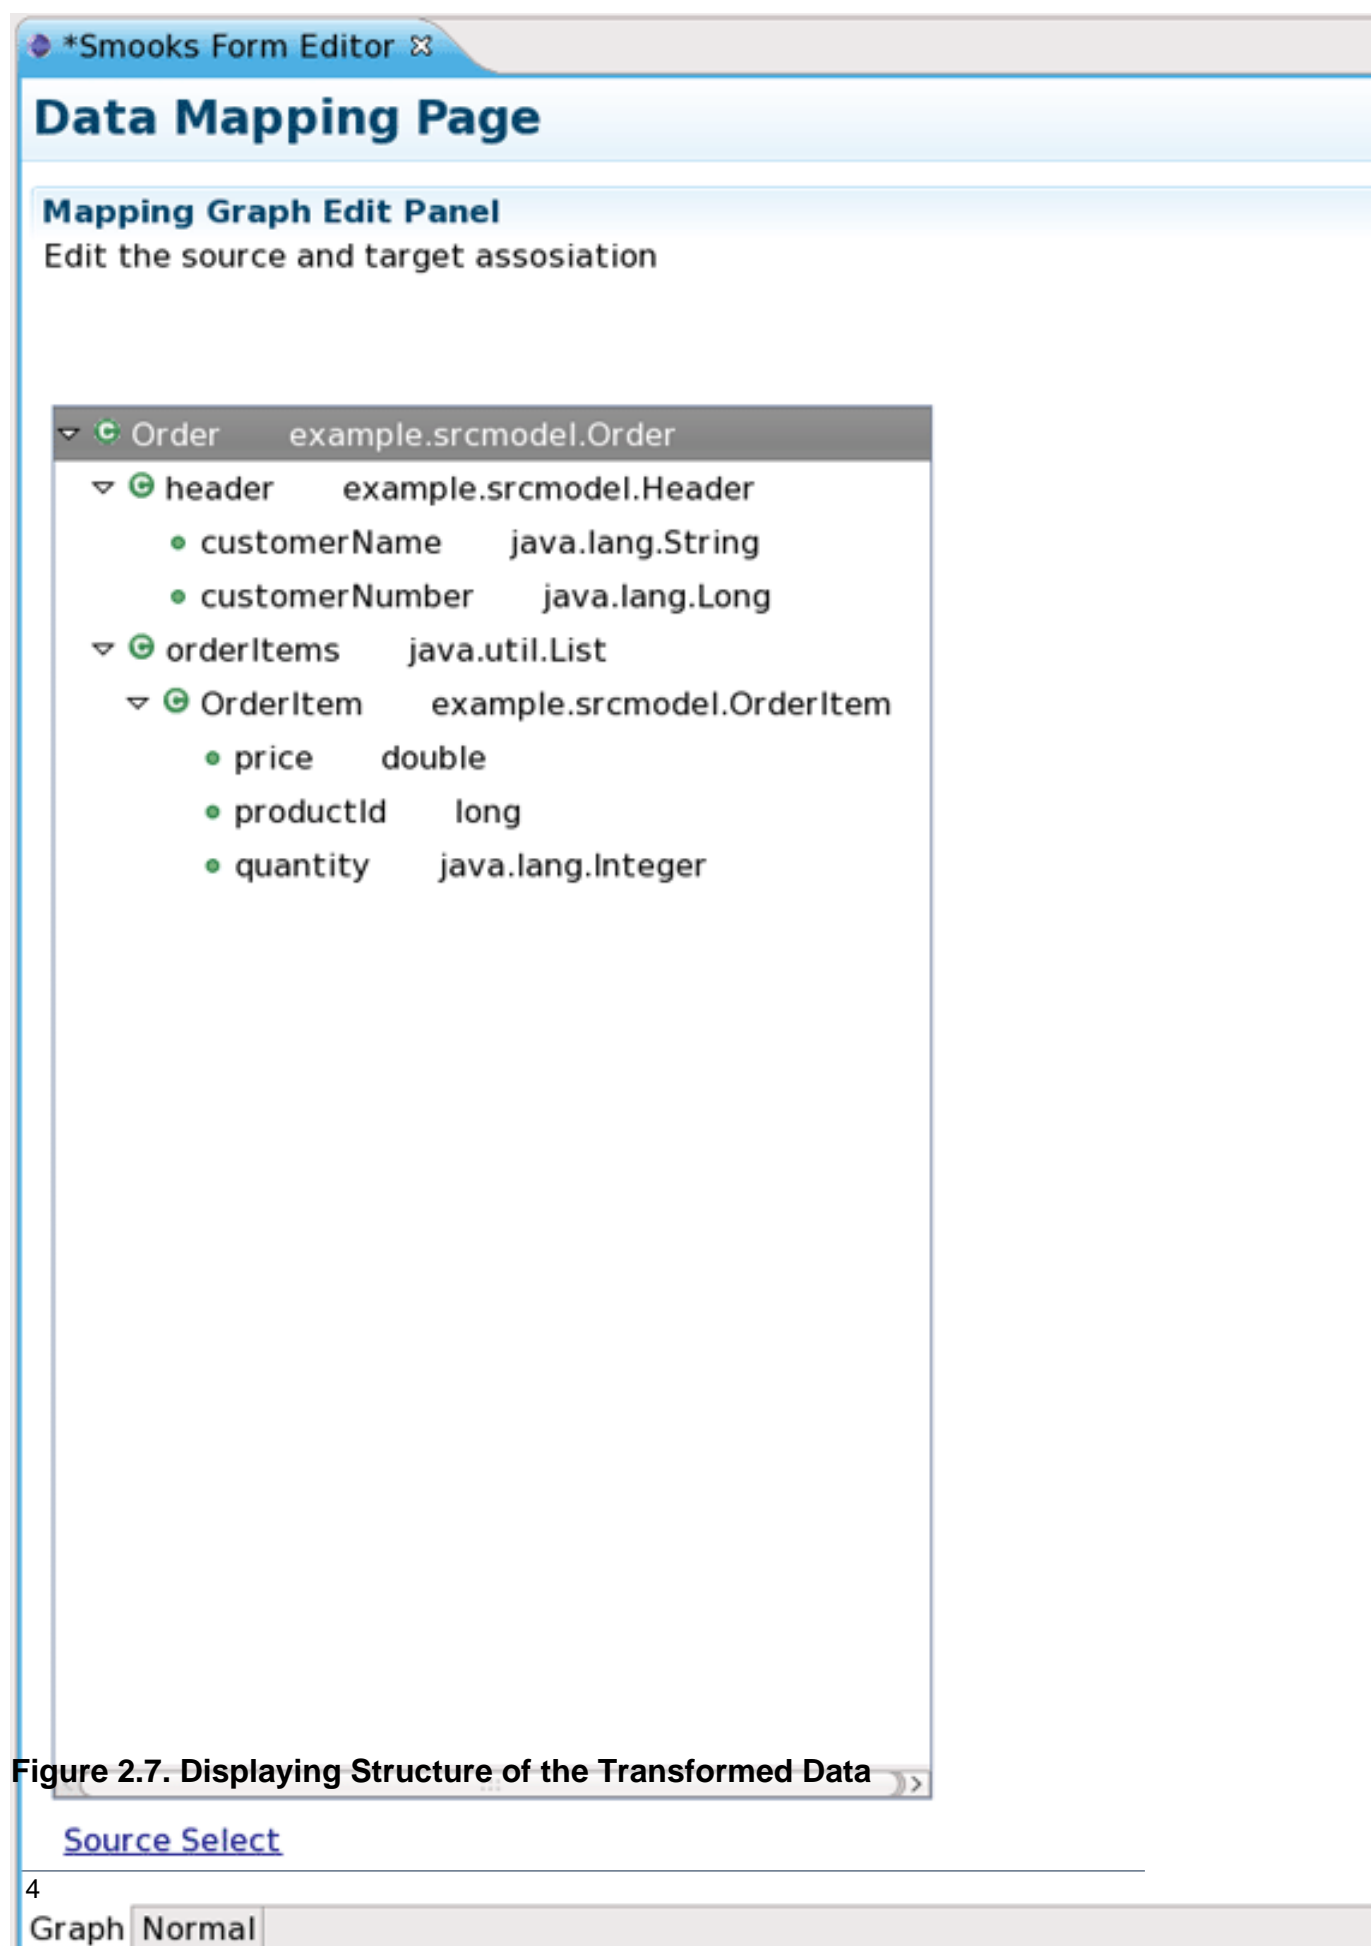 *Smooks Form Editor
Data Mapping Page
Mapping Graph Edit Panel
Edit the source and target assosiation
Order example.srcmodel.Order
header example.srcmodel.Header
customerName java.lang.String
customerNumber java.lang.Long
orderItems java.util.List
OrderItem example.srcmodel.OrderItem
price double
productId long
quantity java.lang.Integer
Figure 2.7. Displaying Structure of the Transformed Data
Source Select
4
Graph Normal